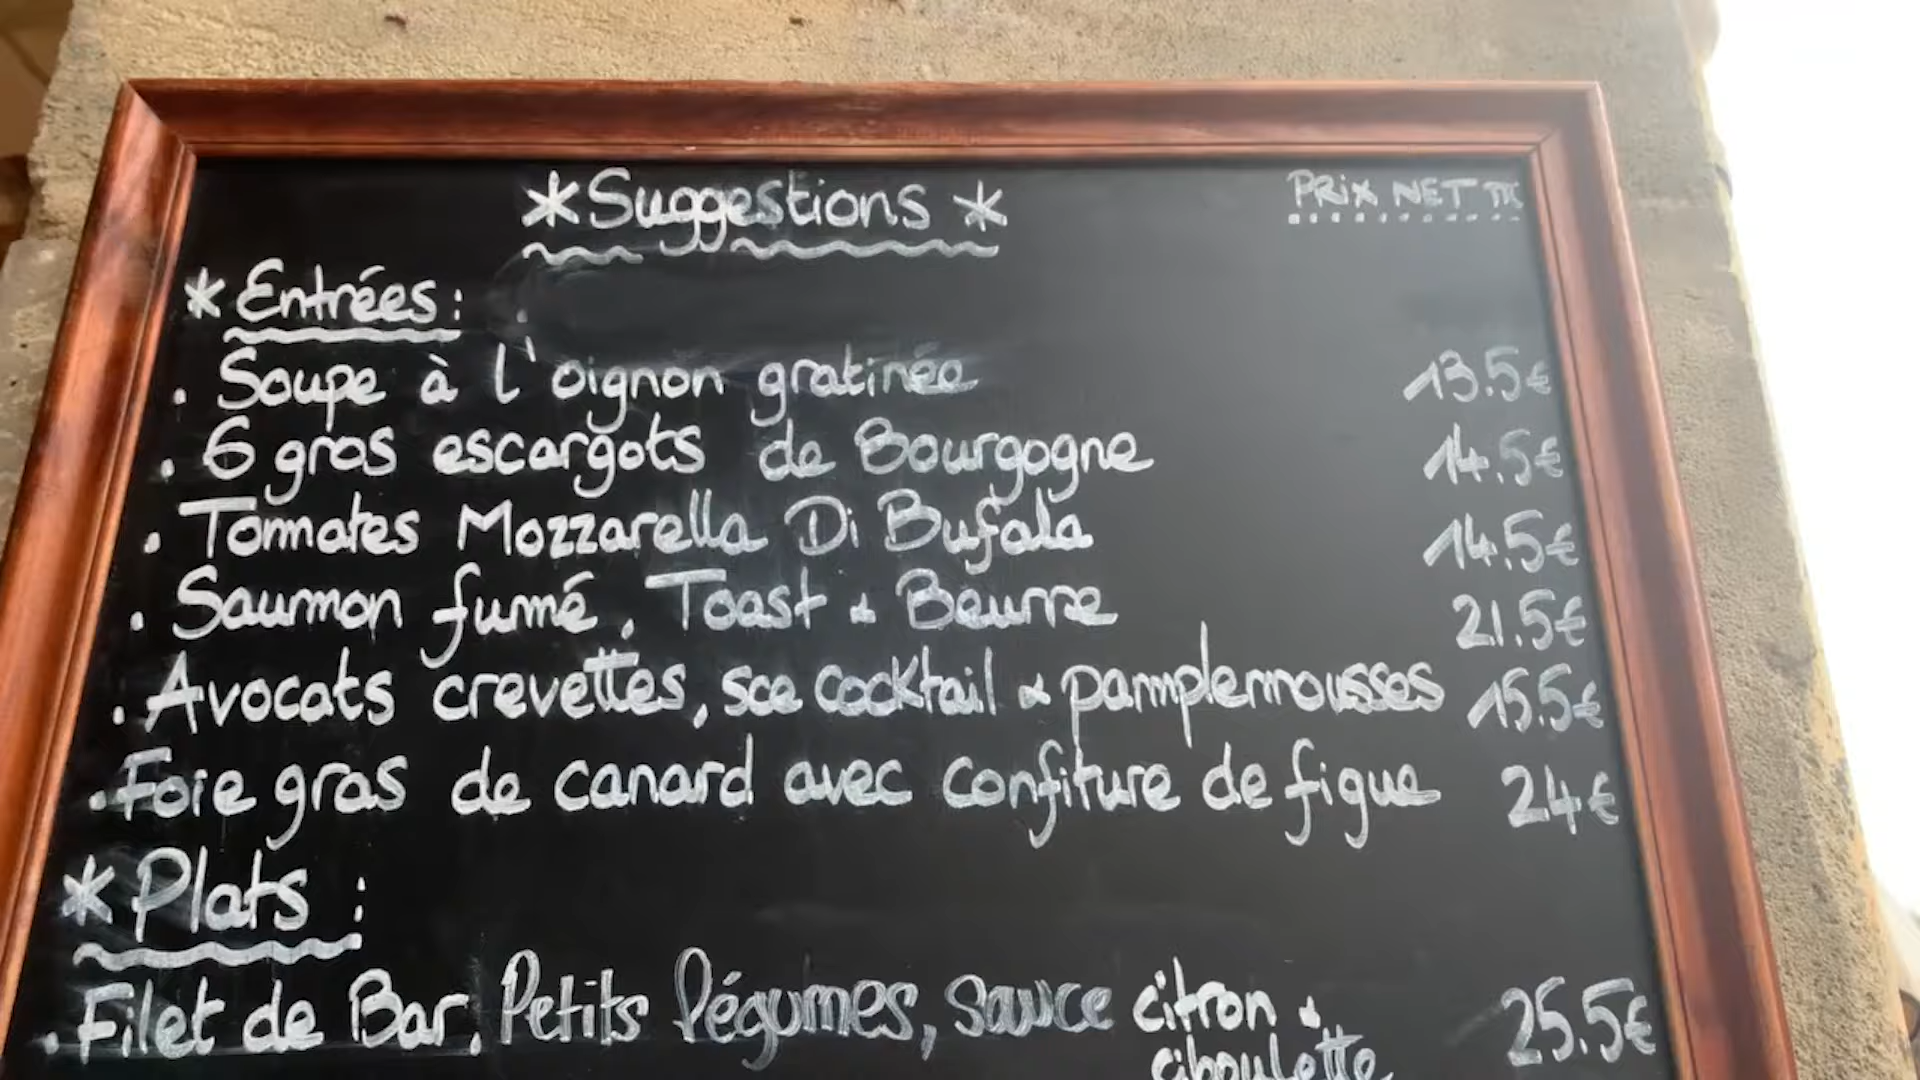 *Suggestions* PRiX NET TTC
*Entrées:
. Soupe à l'oignon gratinée 13.5€
. 6 gros escargots de Bourgogne 14.5€
. Tomates Mozzarella Di Bufala 14.5€
. Saumon fumé, Toast & Beurre 21.5€
. Avocats crevettes, sce cocktail & pamplemousses 15.5€
. Foie gras de canard avec confiture de figue 24€
*Plats :
. Filet de Bar, Petits légumes, sauce citron & 25.5€
ciboulette